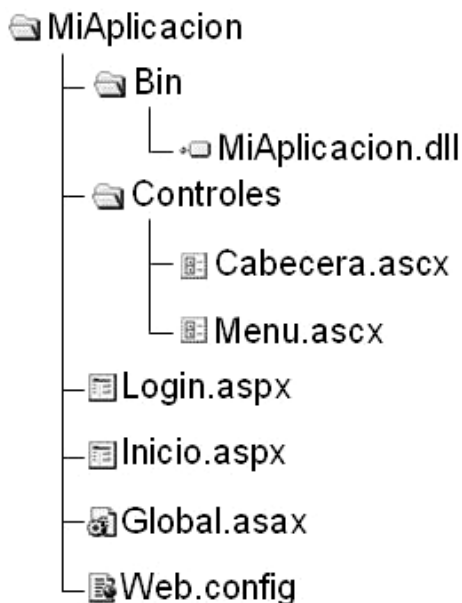 MiAplicacion
Bin
MiAplicacion.dll
Controles
Cabecera.ascx
Menu.ascx
Login.aspx
Inicio.aspx
Global.asax
Web.config